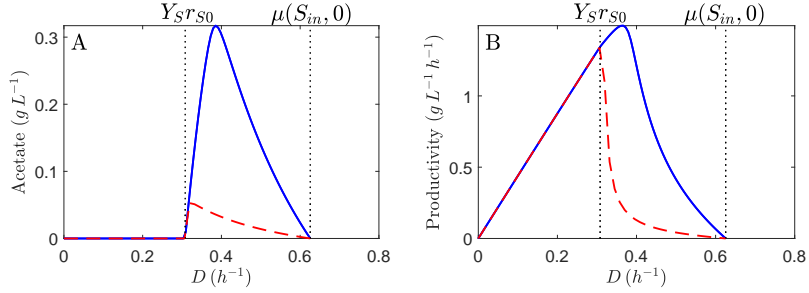 Y_S r_{S0} μ(S_{in}, 0)
A
0.3
0.2
0.1
0
Acetate (g L^{-1})
0 0.2 0.4 0.6 0.8
D (h^{-1})
Y_S r_{S0} μ(S_{in}, 0)
B
1
0.5
0
Productivity (g L^{-1} h^{-1})
0 0.2 0.4 0.6 0.8
D (h^{-1})